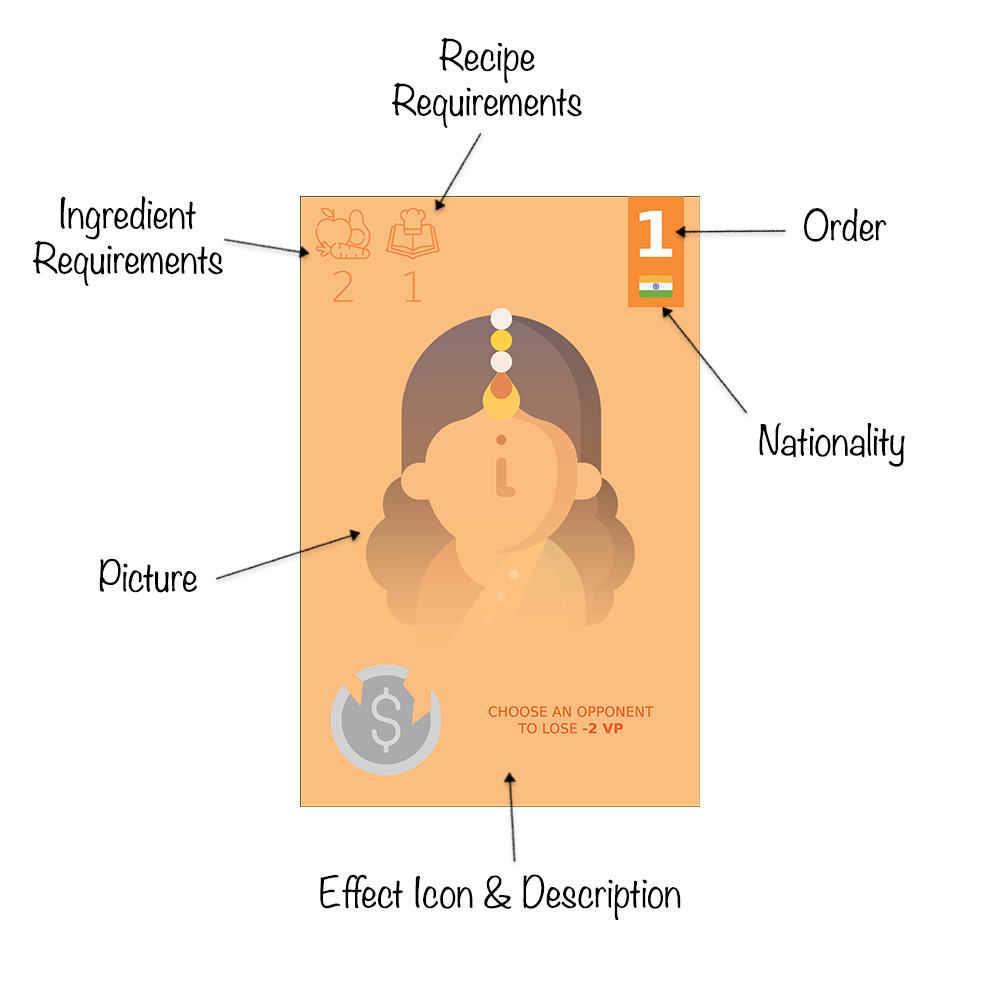 Recipe
Requirements
Ingredient
Requirements
Order
1
2 1
Nationality
Picture
$
CHOOSE AN OPPONENT
TO LOSE -2 VP
Effect Icon & Description